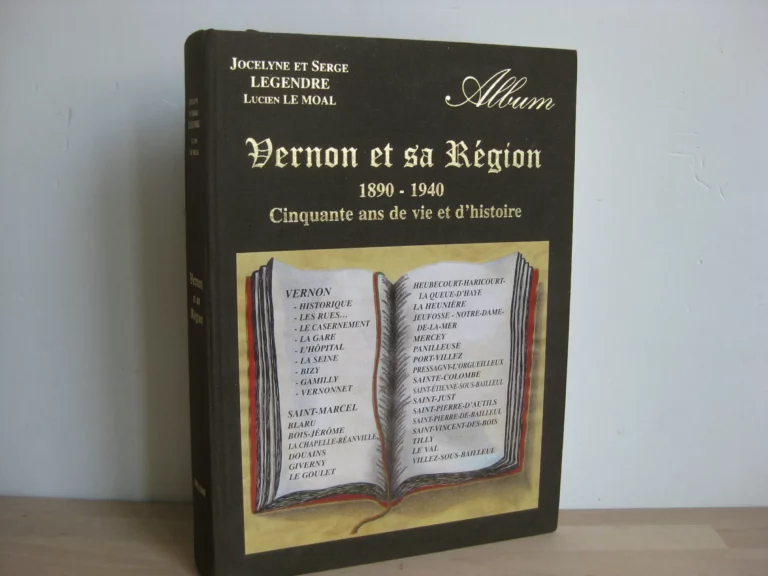 JOCELYNE ET SERGE
LEGENDRE
LUCIEN LE MOAL
Album
Vernon et sa Région
1890 - 1940
Cinquante ans de vie et d'histoire
VERNON
- HISTORIQUE
- LES RUES...
- LE CASERNEMENT
- LA GARE
- L'HÔPITAL
- LA SEINE
- BIZY
- GAMILLY
- VERNONNET
SAINT-MARCEL
BLARU
BOIS-JÉRÔME
LA CHAPELLE-RÉANVILLE
DOUAINS
GIVERNY
LE GOULET
HEUBECOURT-HARICOURT-
LA QUEUE-D'HAYE
LA HEUNIÈRE
JEUFOSSE - NOTRE-DAME-
DE-LA-MER
MERCEY
PANILLEUSE
PORT-VILLEZ
PRESSAGNY-L'ORGUEILLEUX
SAINTE-COLOMBE
SAINT-ÉTIENNE-SOUS-BAILLEUL
SAINT-JUST
SAINT-PIERRE-D'AUTILS
SAINT-PIERRE-DE-BAILLEUL
SAINT-VINCENT-DES-BOIS
TILLY
LE VAL
VILLEZ-SOUS-BAILLEUL
Vernon
et sa
Région